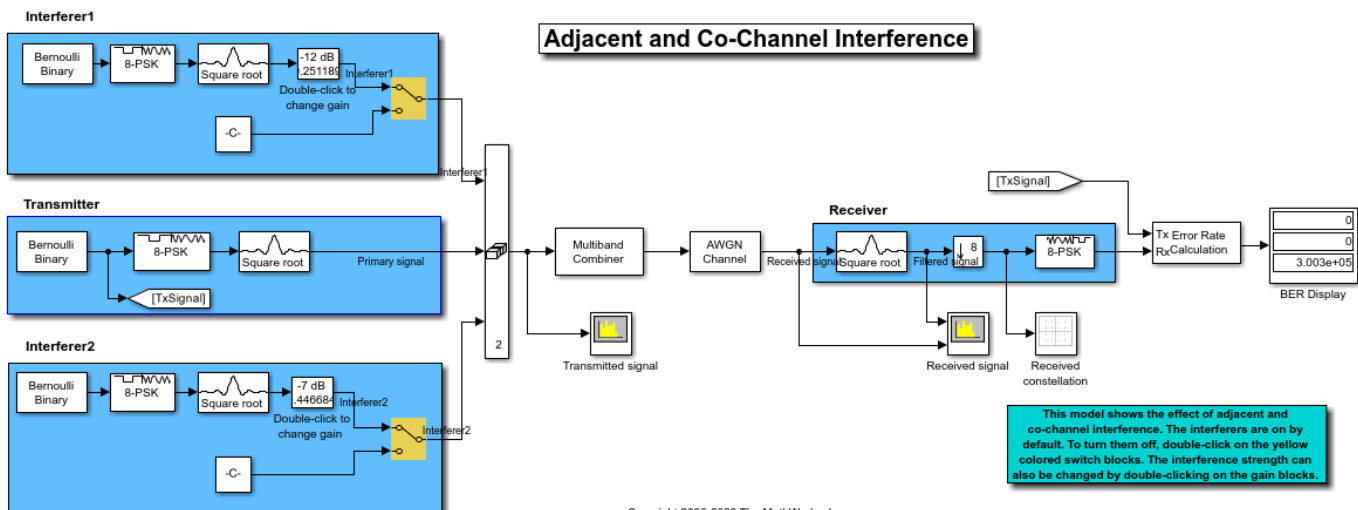 Interferer1
Adjacent and Co-Channel Interference
Bernoulli
Binary
8-PSK
Square root
-12 dB
0.251189
Interferer1
Double-click to
change gain
-C-
Interferer1
Transmitter
Bernoulli
Binary
8-PSK
Square root
Primary signal
[TxSignal]
2
Multiband
Combiner
AWGN
Channel
Transmitted signal
Received signal
Receiver
Square root
Filtered signal
8
8-PSK
[TxSignal]
Tx
Rx
Error Rate
Calculation
0
0
3.003e+05
BER Display
Received signal
Received
constellation
Interferer2
Bernoulli
Binary
8-PSK
Square root
-7 dB
.446684
Interferer2
Double-click to
change gain
-C-
Interferer2
This model shows the effect of adjacent and
co-channel interference. The interferers are on by
default. To turn them off, double-click on the yellow
colored switch blocks. The interference strength can
also be changed by double-clicking on the gain blocks.